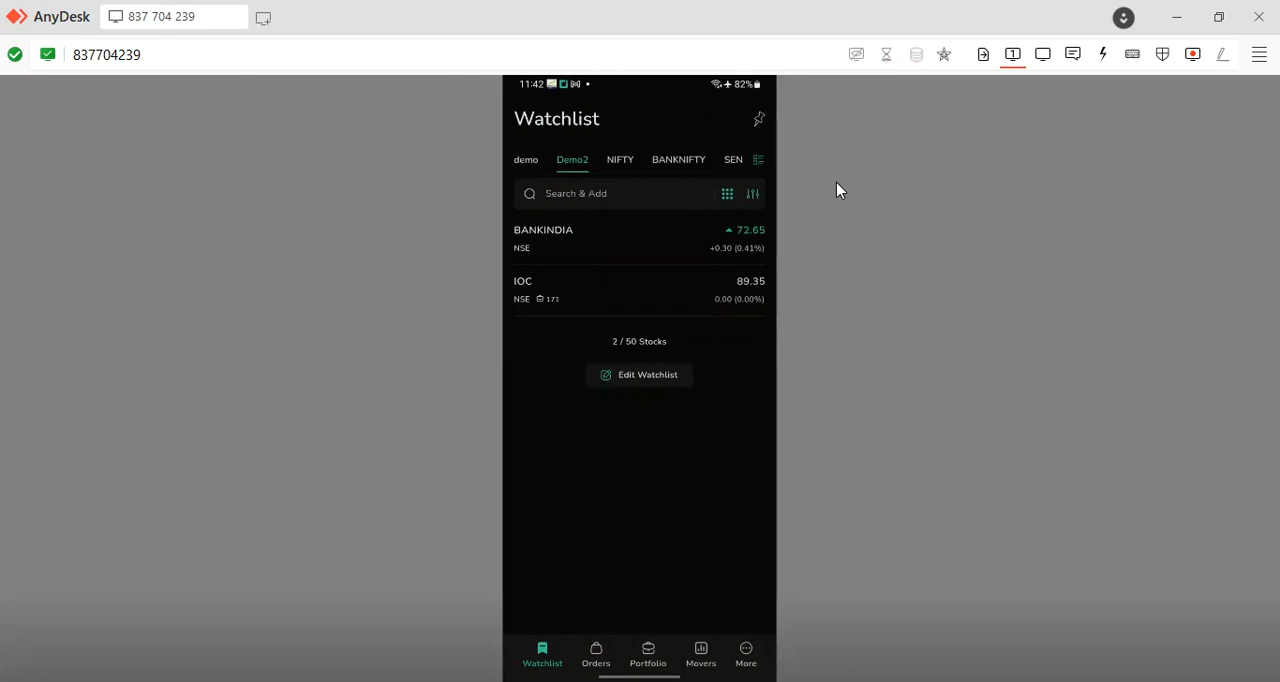 AnyDesk 837 704 239
837704239
11:42 82%
Watchlist
demo Demo2 NIFTY BANKNIFTY SEN
Search & Add
BANKINDIA 72.65
NSE +0.30 (0.41%)
IOC 89.35
NSE 171 0.00 (0.00%)
2 / 50 Stocks
Edit Watchlist
Watchlist Orders Portfolio Movers More